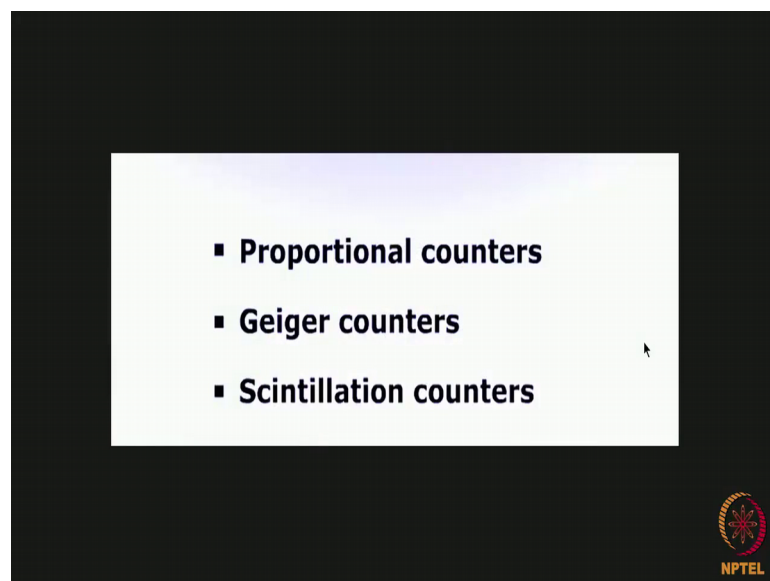 ▪ Proportional counters
▪ Geiger counters
▪ Scintillation counters
NPTEL